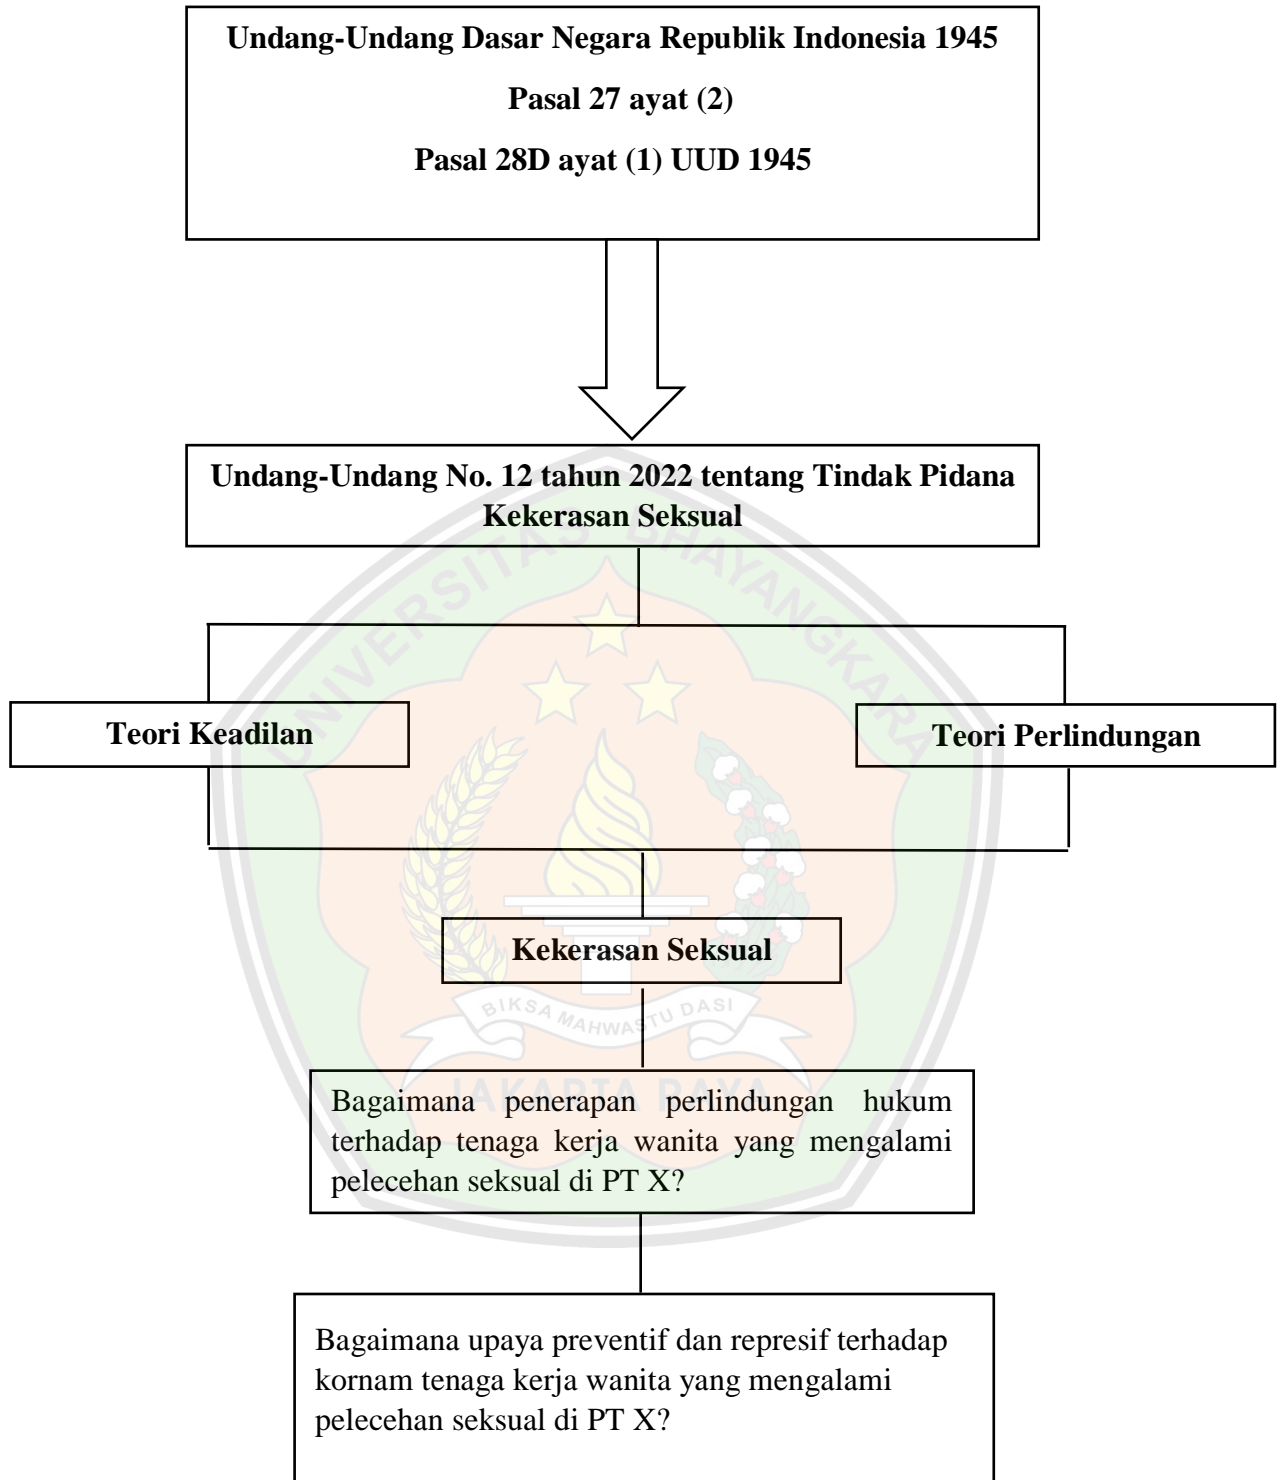 Undang-Undang Dasar Negara Republik Indonesia 1945
Pasal 27 ayat (2)
Pasal 28D ayat (1) UUD 1945
Undang-Undang No. 12 tahun 2022 tentang Tindak Pidana
Kekerasan Seksual
UNIVERSITAS BHAYANGKARA
Teori Keadilan
Teori Perlindungan
Kekerasan Seksual
BIKSA MAHWASTU DASI
JAKARTA RAYA
Bagaimana penerapan perlindungan hukum
terhadap tenaga kerja wanita yang mengalami
pelecehan seksual di PT X?
Bagaimana upaya preventif dan represif terhadap
kornam tenaga kerja wanita yang mengalami
pelecehan seksual di PT X?